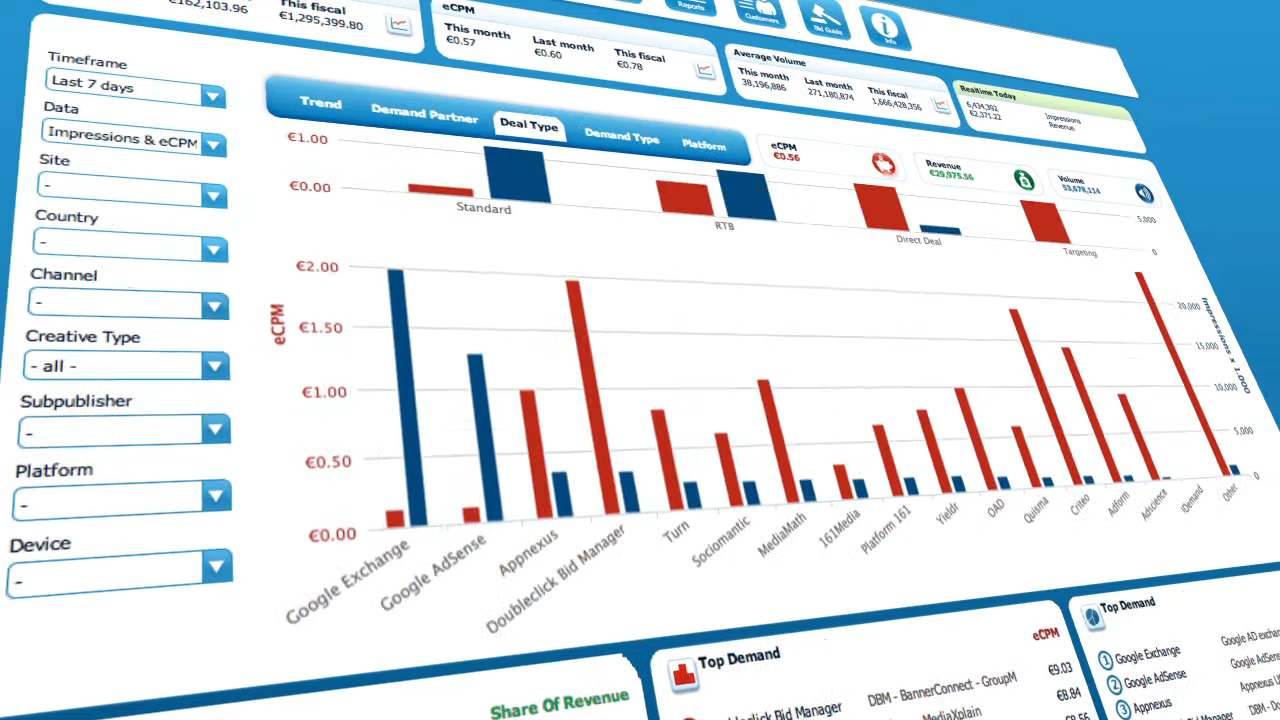 €162,103.96
This fiscal
€1,295,399.80
eCPM
This month
€0.57
Last month
€0.60
This fiscal
€0.78
Reports
Customers
Bid Guide
Info
Average Volume
This month
38,196,886
Last month
271,180,874
This fiscal
1,666,428,356
Realtime Today
6,434,392 Impressions
€2,371.22 Revenue
Timeframe
Last 7 days
Data
Impressions & eCPM
Site
-
Country
-
Channel
-
Creative Type
- all -
Subpublisher
-
Platform
-
Device
-
Trend Demand Partner Deal Type Demand Type Platform
eCPM
€0.56
Revenue
€29,975.56
Volume
53,678,114
€1.00
€0.00
5,000
0
Standard RTB Direct Deal Targeting
eCPM
€2.00
€1.50
€1.00
€0.50
€0.00
20,000
15,000
10,000
5,000
0
Impressions x 1.000
Google Exchange
Google AdSense
Appnexus
Doubleclick Bid Manager
Turn
Sociomantic
MediaMath
161Media
Platform 161
Yieldr
OAD
Quisma
Criteo
Adform
Adscience
IDemand
Other
Share Of Revenue
Top Demand
eCPM
Bid Manager DBM - BannerConnect - GroupM €9.03
MediaXplain €8.84
Top Demand
1 Google Exchange Google AD
2 Google AdSense Google
3 Appnexus Appnexus
Manager DBM -